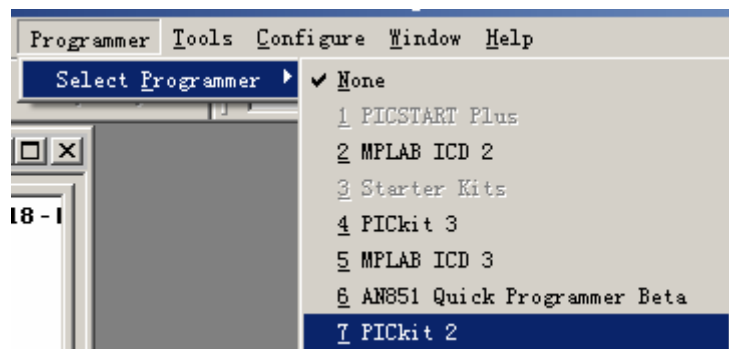 Programmer Tools Configure Window Help
Select Programmer
None
1 PICSTART Plus
2 MPLAB ICD 2
3 Starter Kits
4 PICkit 3
5 MPLAB ICD 3
6 AN851 Quick Programmer Beta
7 PICkit 2